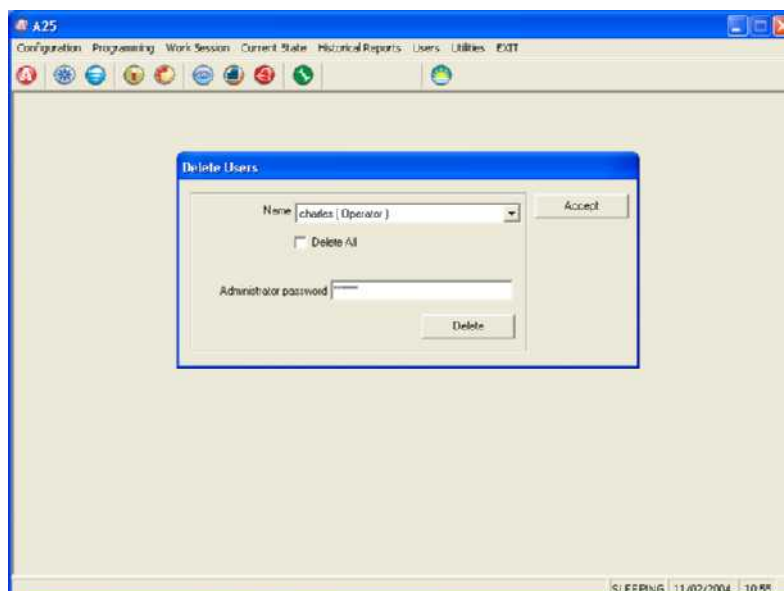 A25
Configuration Programming Work Session Current State Historical Reports Users Utilities EXIT
Delete Users
Name charles ( Operator )
Accept
Delete All
Administrator password
Delete
SLEEPING 11/02/2004 10:55